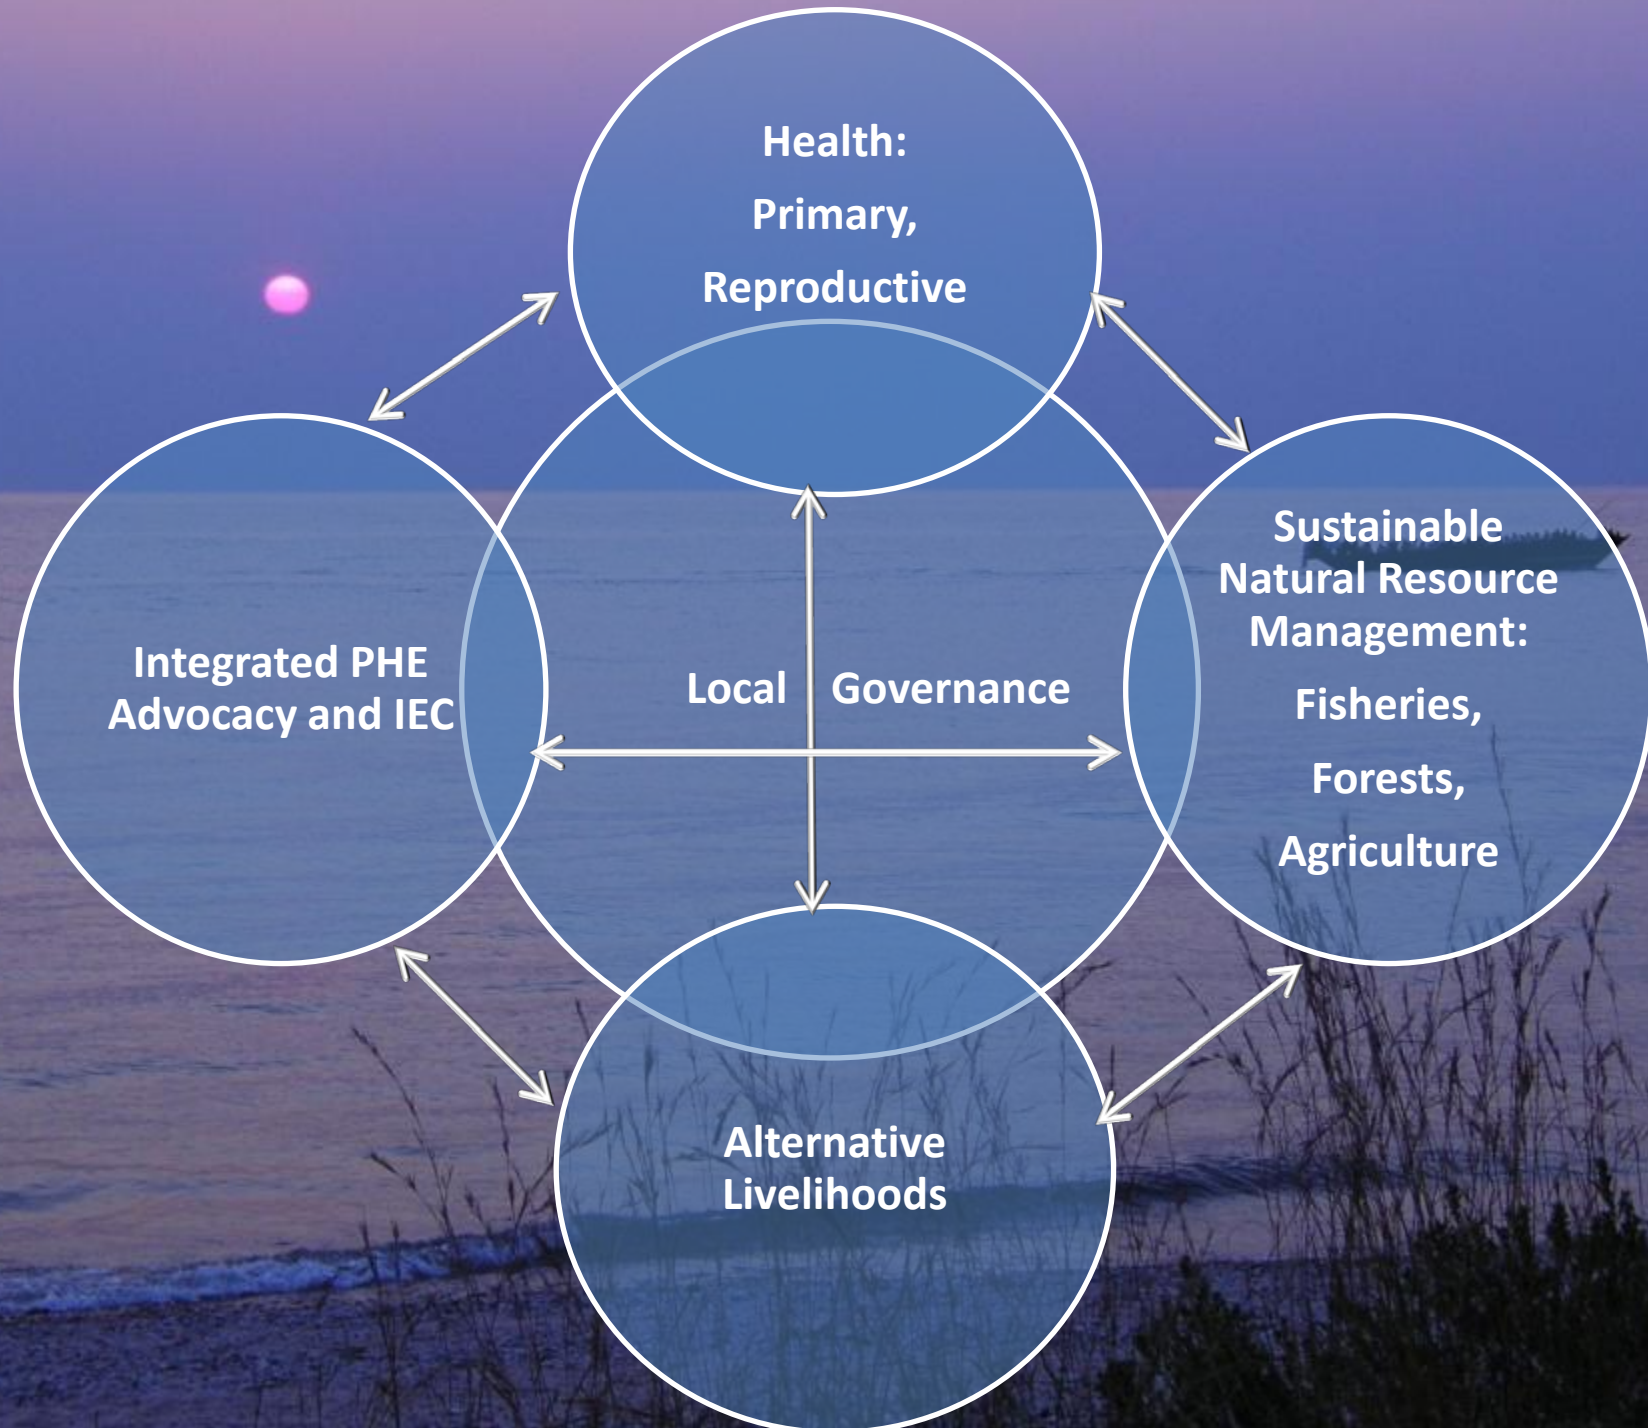 Health:
Primary,
Reproductive
Integrated PHE
Advocacy and IEC
Local Governance
Sustainable
Natural Resource
Management:
Fisheries,
Forests,
Agriculture
Alternative
Livelihoods